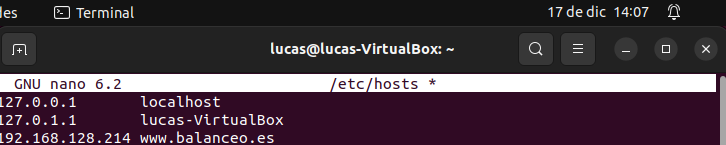 des Terminal 17 de dic 14:07
lucas@lucas-VirtualBox: ~
GNU nano 6.2 /etc/hosts *
127.0.0.1 localhost
127.0.1.1 lucas-VirtualBox
192.168.128.214 www.balanceo.es